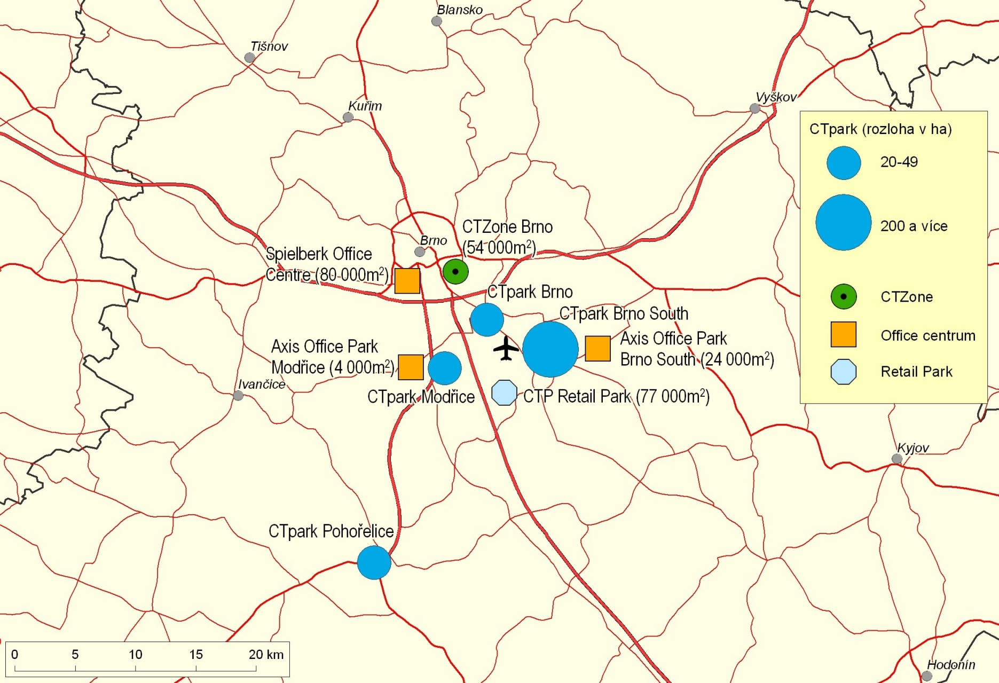 Blansko
Tišnov
Kuřim
Vyškov
CTpark (rozloha v ha)
20-49
200 a více
CTZone
Office centrum
Retail Park
CTZone Brno
(54 000m²)
Brno
Spielberk Office
Centre (80 000m²)
CTpark Brno
CTpark Brno South
Axis Office Park
Brno South (24 000m²)
Axis Office Park
Modřice (4 000m²)
Ivančice
CTpark Modřice
CTP Retail Park (77 000m²)
Kyjov
CTpark Pohořelice
0 5 10 15 20 km
Hodonín